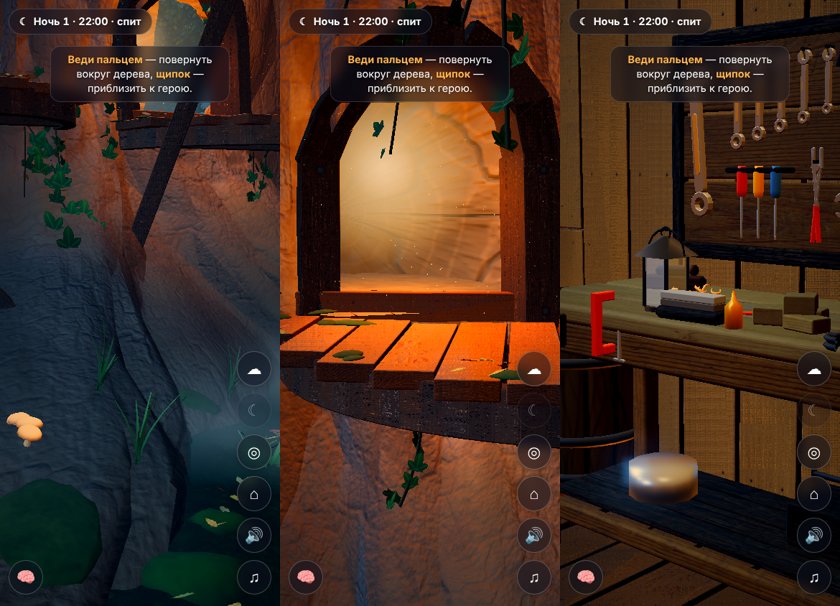 Ночь 1 · 22:00 · спит
Веди пальцем — повернуть
вокруг дерева, щипок —
приблизить к герою.
Ночь 1 · 22:00 · спит
Веди пальцем — повернуть
вокруг дерева, щипок —
приблизить к герою.
Ночь 1 · 22:00 · спит
Веди пальцем — повернуть
вокруг дерева, щипок —
приблизить к герою.